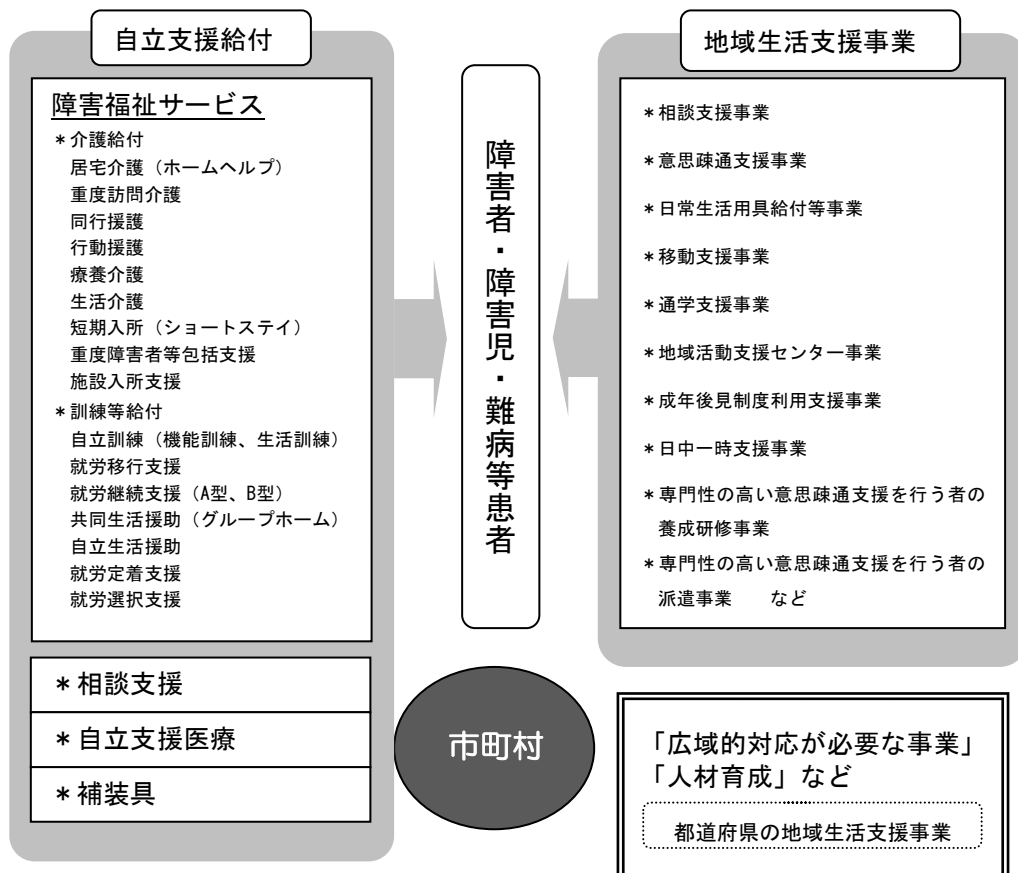 自立支援給付
障害福祉サービス
＊介護給付
居宅介護（ホームヘルプ）
重度訪問介護
同行援護
行動援護
療養介護
生活介護
短期入所（ショートステイ）
重度障害者等包括支援
施設入所支援
＊訓練等給付
自立訓練（機能訓練、生活訓練）
就労移行支援
就労継続支援（A型、B型）
共同生活援助（グループホーム）
自立生活援助
就労定着支援
就労選択支援
＊相談支援
＊自立支援医療
＊補装具
障害者・障害児・難病等患者
市町村
地域生活支援事業
＊相談支援事業
＊意思疎通支援事業
＊日常生活用具給付等事業
＊移動支援事業
＊通学支援事業
＊地域活動支援センター事業
＊成年後見制度利用支援事業
＊日中一時支援事業
＊専門性の高い意思疎通支援を行う者の
養成研修事業
＊専門性の高い意思疎通支援を行う者の
派遣事業　　など
「広域的対応が必要な事業」
「人材育成」など
都道府県の地域生活支援事業